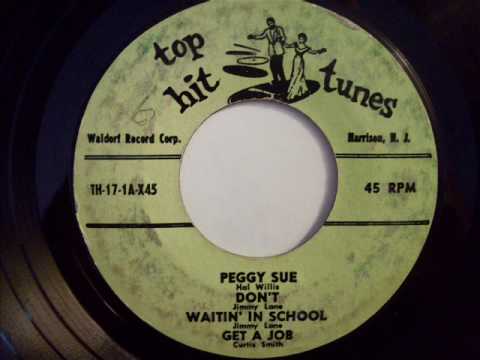 top
hit
tunes
Waldorf Record Corp.
Harrison, N. J.
TH-17-1A-X45
45 RPM
PEGGY SUE
Hal Willis
DON'T
Jimmy Lane
WAITIN' IN SCHOOL
Jimmy Lane
GET A JOB
Curtis Smith